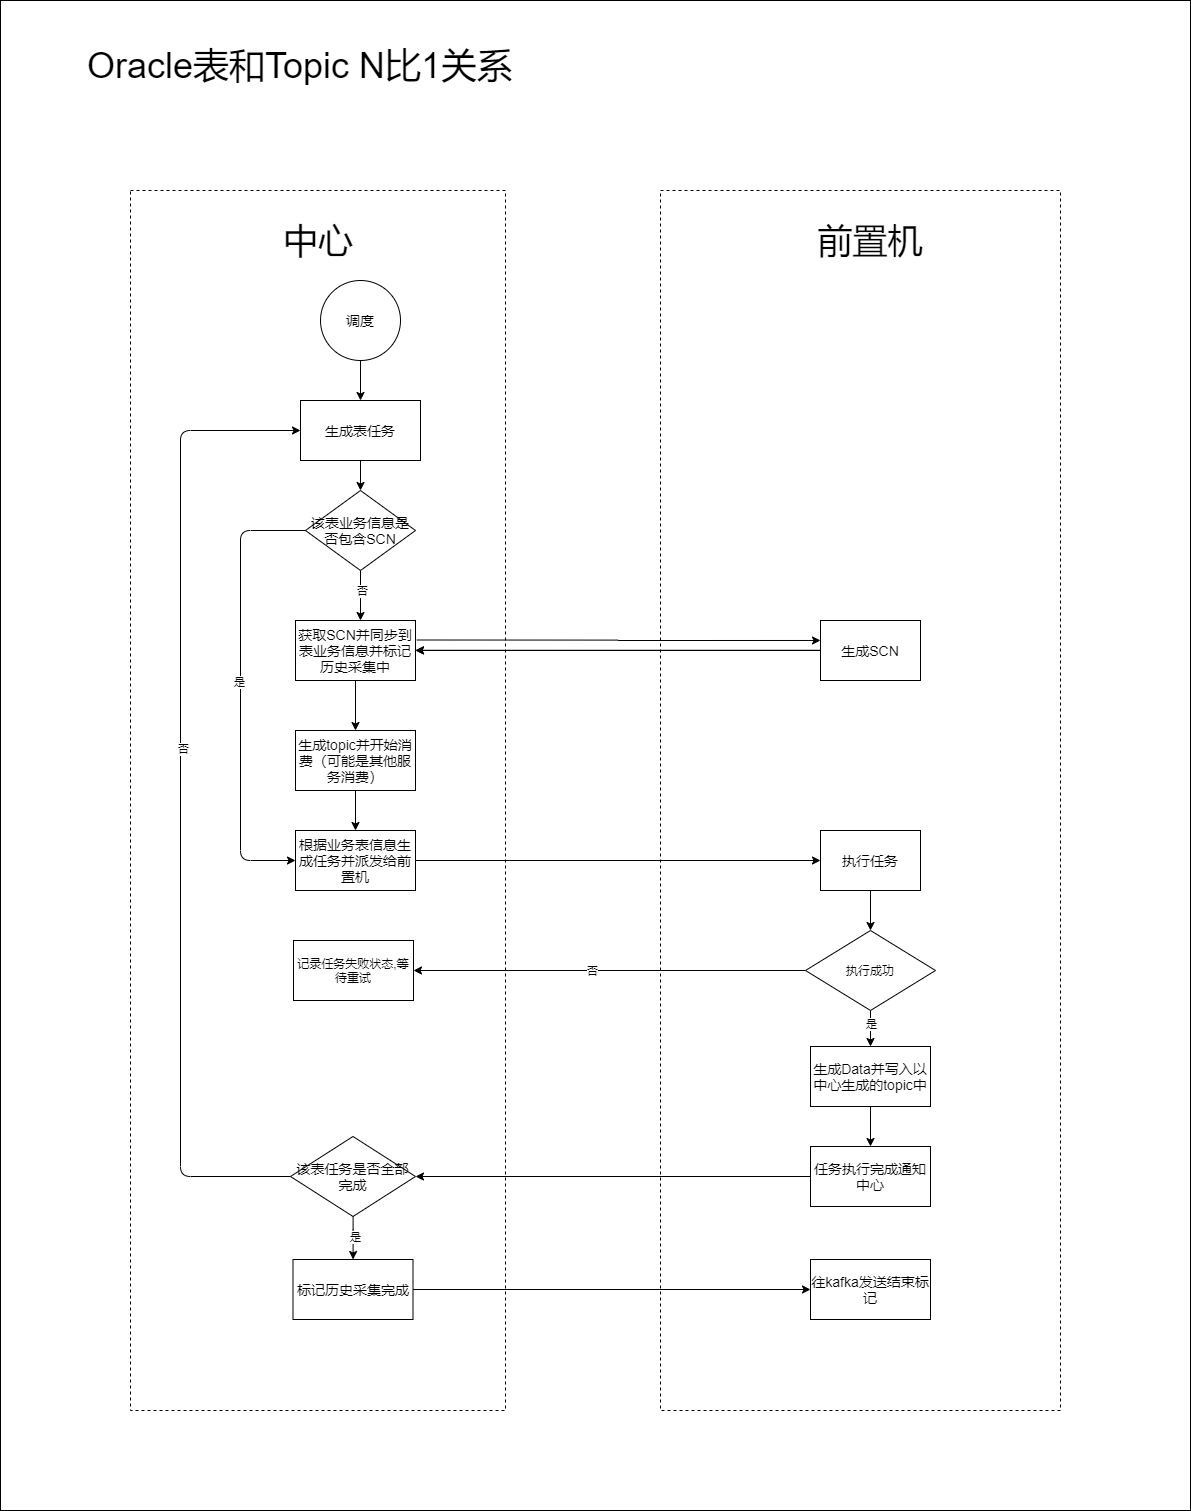 Oracle表和Topic N比1关系
中心
前置机
调度
生成表任务
该表业务信息是
否包含SCN
否
获取SCN并同步到
表业务信息并标记
历史采集中
生成SCN
是
否
生成topic并开始消
费（可能是其他服
务消费）
根据业务表信息生
成任务并派发给前
置机
执行任务
记录任务失败状态,等
待重试
否
执行成功
是
生成Data并写入以
中心生成的topic中
该表任务是否全部
完成
任务执行完成通知
中心
是
标记历史采集完成
往kafka发送结束标
记